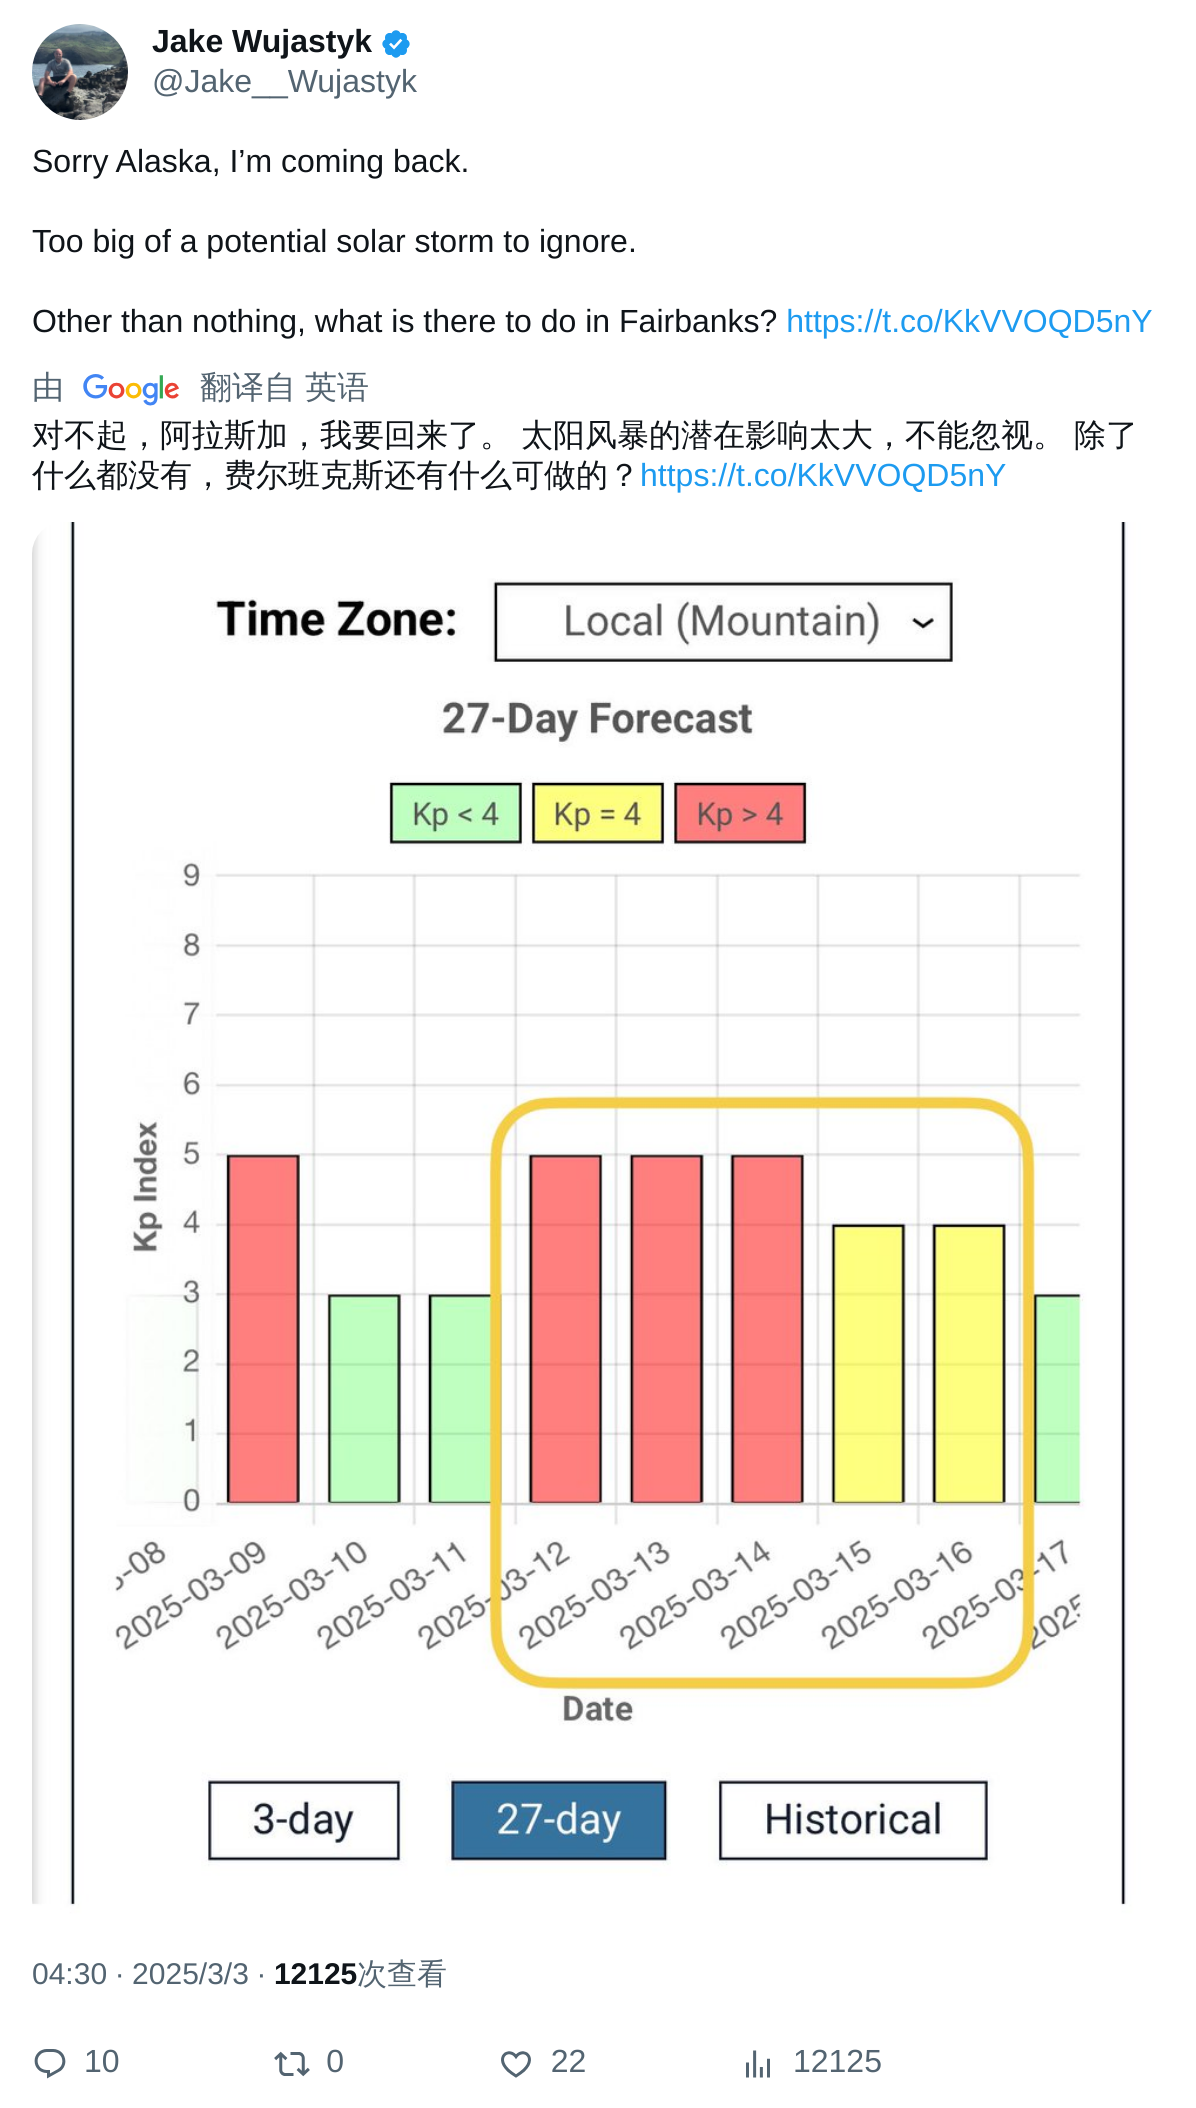 Jake Wujastyk
@Jake__Wujastyk
Sorry Alaska, I’m coming back.
Too big of a potential solar storm to ignore.
Other than nothing, what is there to do in Fairbanks? https://t.co/KkVVOQD5nY
由 Google 翻译自 英语
对不起，阿拉斯加，我要回来了。 太阳风暴的潜在影响太大，不能忽视。 除了
什么都没有，费尔班克斯还有什么可做的？https://t.co/KkVVOQD5nY
Time Zone: Local (Mountain)
27-Day Forecast
Kp < 4 Kp = 4 Kp > 4
9
8
7
6
5
4
3
2
1
0
Kp Index
-08
2025-03-09
2025-03-10
2025-03-11
2025-03-12
2025-03-13
2025-03-14
2025-03-15
2025-03-16
2025-03-17
2025
Date
3-day 27-day Historical
04:30 · 2025/3/3 · 12125次查看
10 0 22 12125